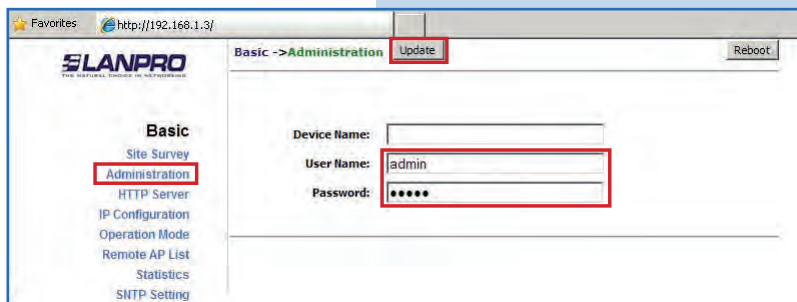 Favorites
http://192.168.1.3/
LANPRO
THE NATURAL CHOICE IN NETWORKING
Basic ->Administration Update Reboot
Basic
Site Survey
Administration
HTTP Server
IP Configuration
Operation Mode
Remote AP List
Statistics
SNTP Setting
Device Name:
User Name: admin
Password: •••••